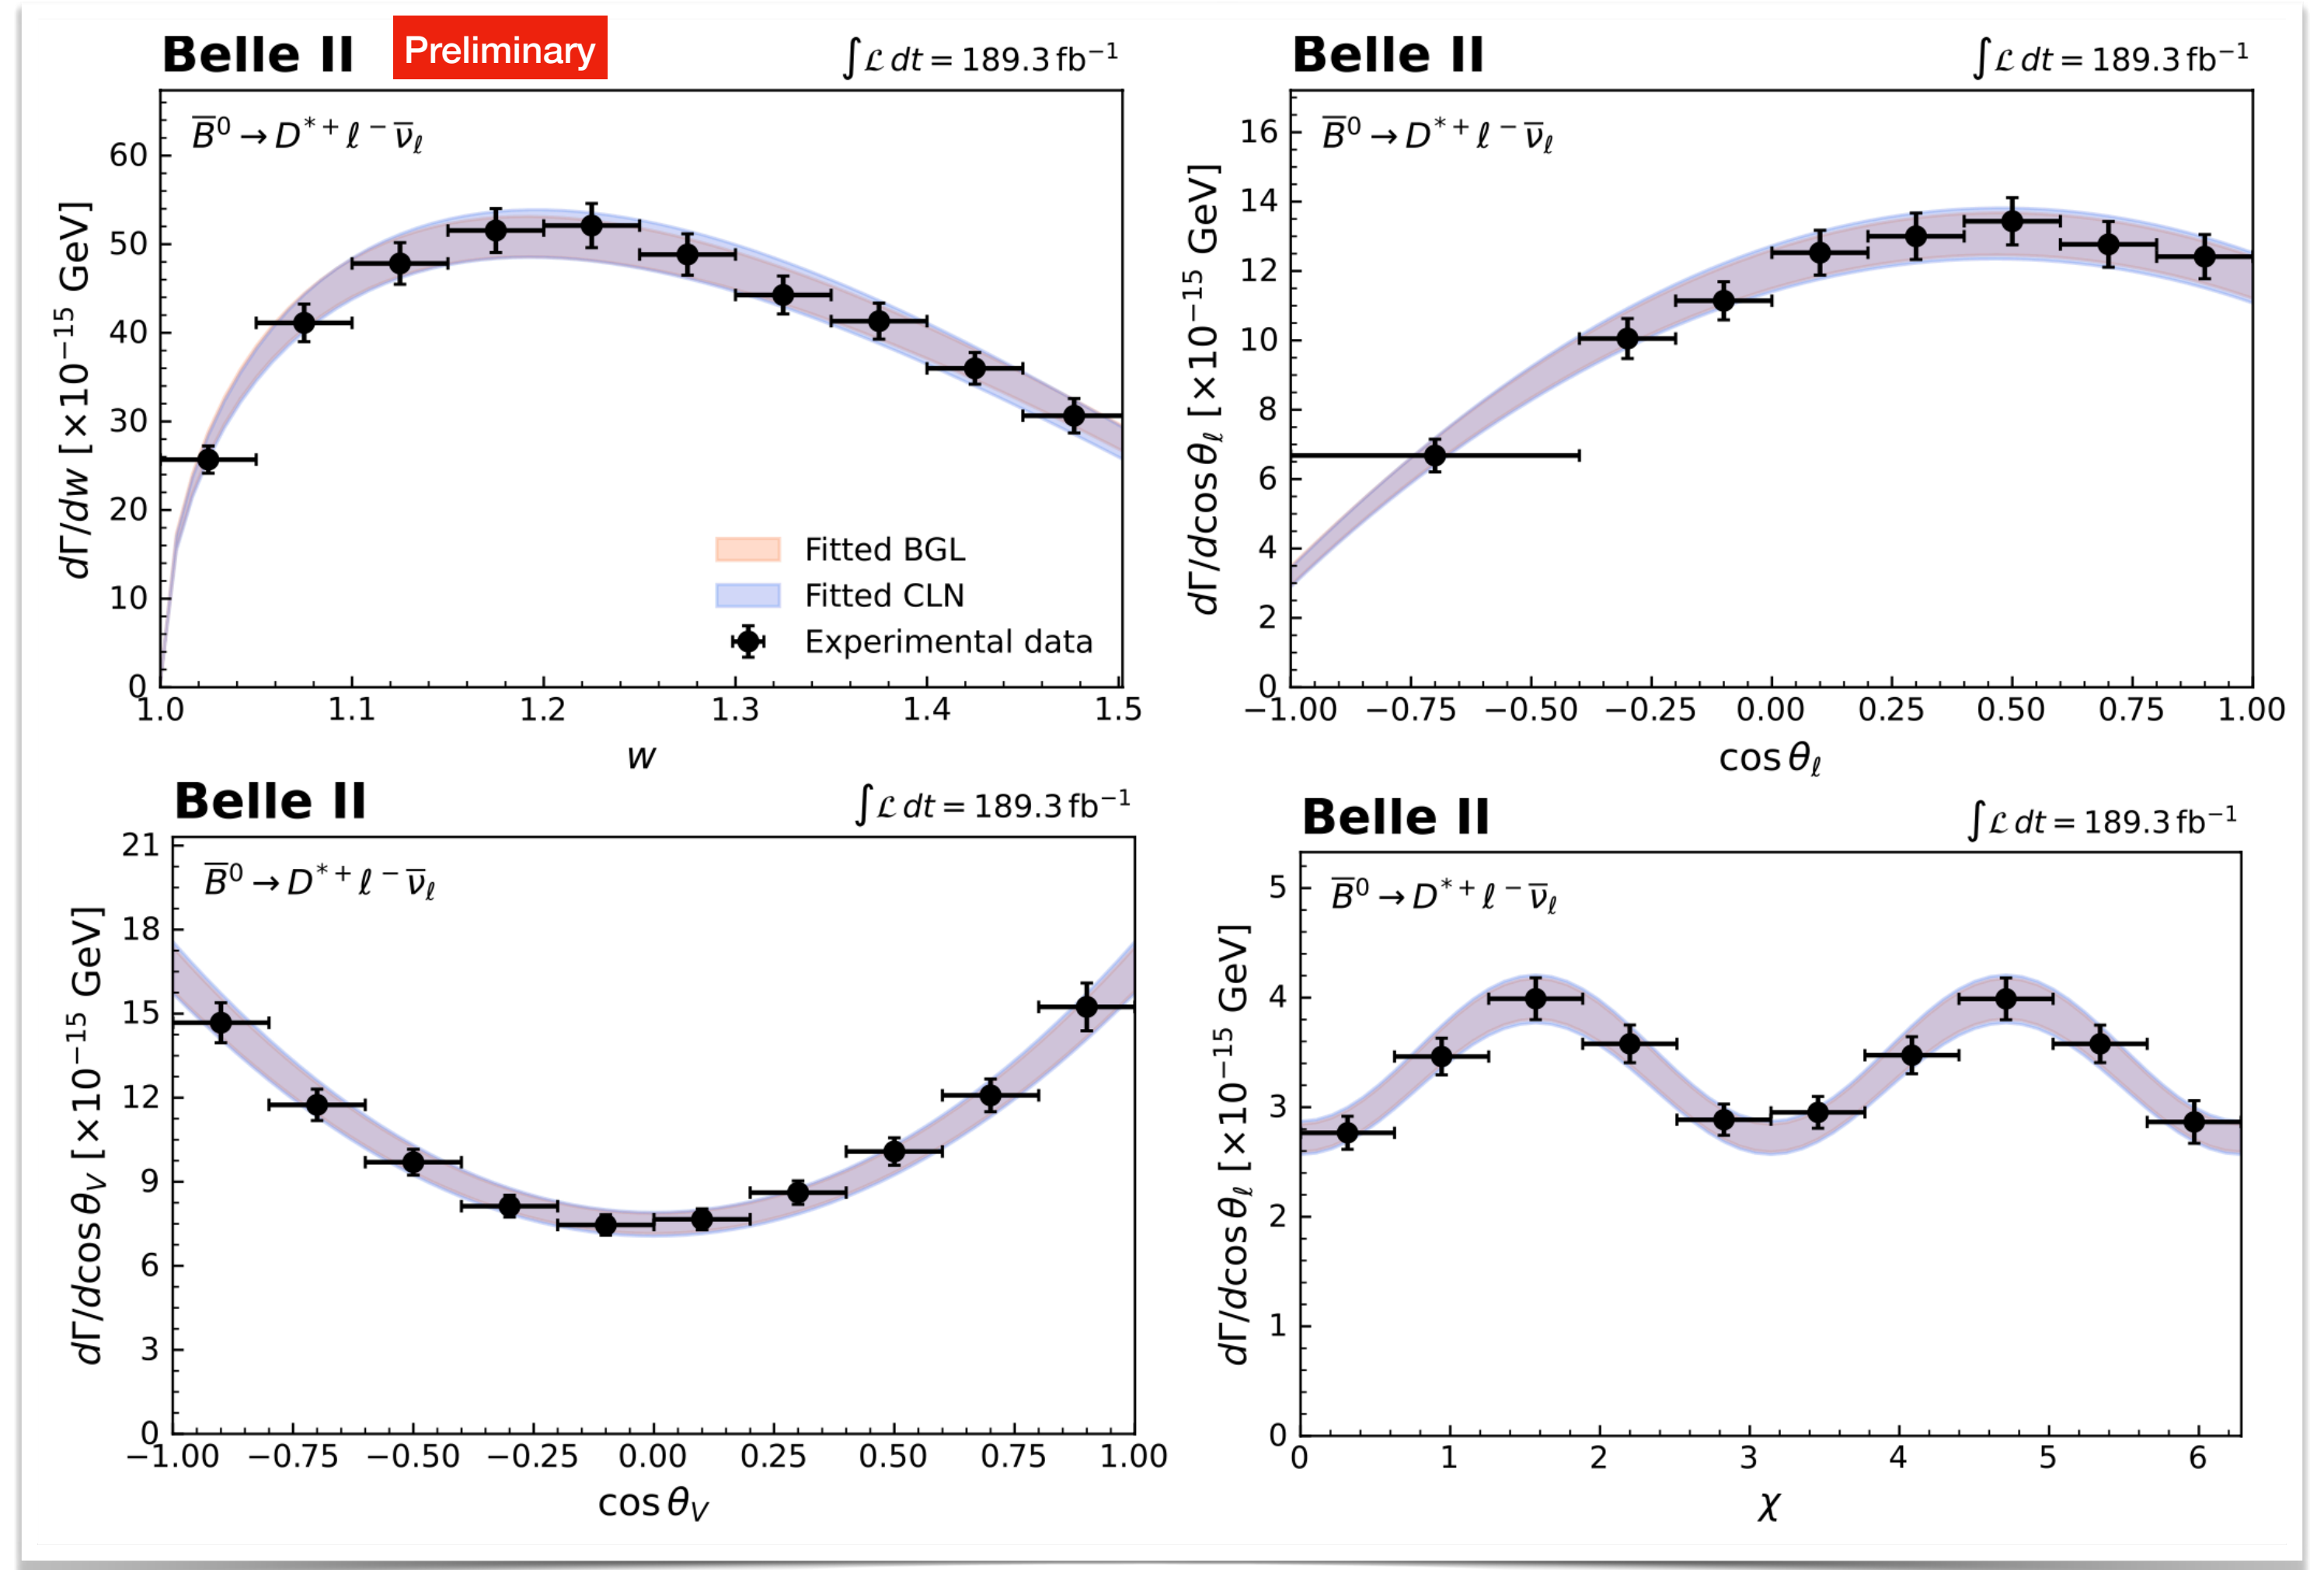 Belle II Preliminary ∫ℒ dt = 189.3 fb⁻¹
B̅⁰ → D*⁺ ℓ⁻ ν̅ℓ
dΓ/dw [×10⁻¹⁵ GeV]
60
50
40
30
20
10
0
Fitted BGL
Fitted CLN
Experimental data
1.0 1.1 1.2 1.3 1.4 1.5
w
Belle II ∫ℒ dt = 189.3 fb⁻¹
B̅⁰ → D*⁺ ℓ⁻ ν̅ℓ
dΓ/dcos θℓ [×10⁻¹⁵ GeV]
16
14
12
10
8
6
4
2
0
−1.00 −0.75 −0.50 −0.25 0.00 0.25 0.50 0.75 1.00
cos θℓ
Belle II ∫ℒ dt = 189.3 fb⁻¹
B̅⁰ → D*⁺ ℓ⁻ ν̅ℓ
dΓ/dcos θV [×10⁻¹⁵ GeV]
21
18
15
12
9
6
3
0
−1.00 −0.75 −0.50 −0.25 0.00 0.25 0.50 0.75 1.00
cos θV
Belle II ∫ℒ dt = 189.3 fb⁻¹
B̅⁰ → D*⁺ ℓ⁻ ν̅ℓ
dΓ/dcos θℓ [×10⁻¹⁵ GeV]
5
4
3
2
1
0
0 1 2 3 4 5 6
χ